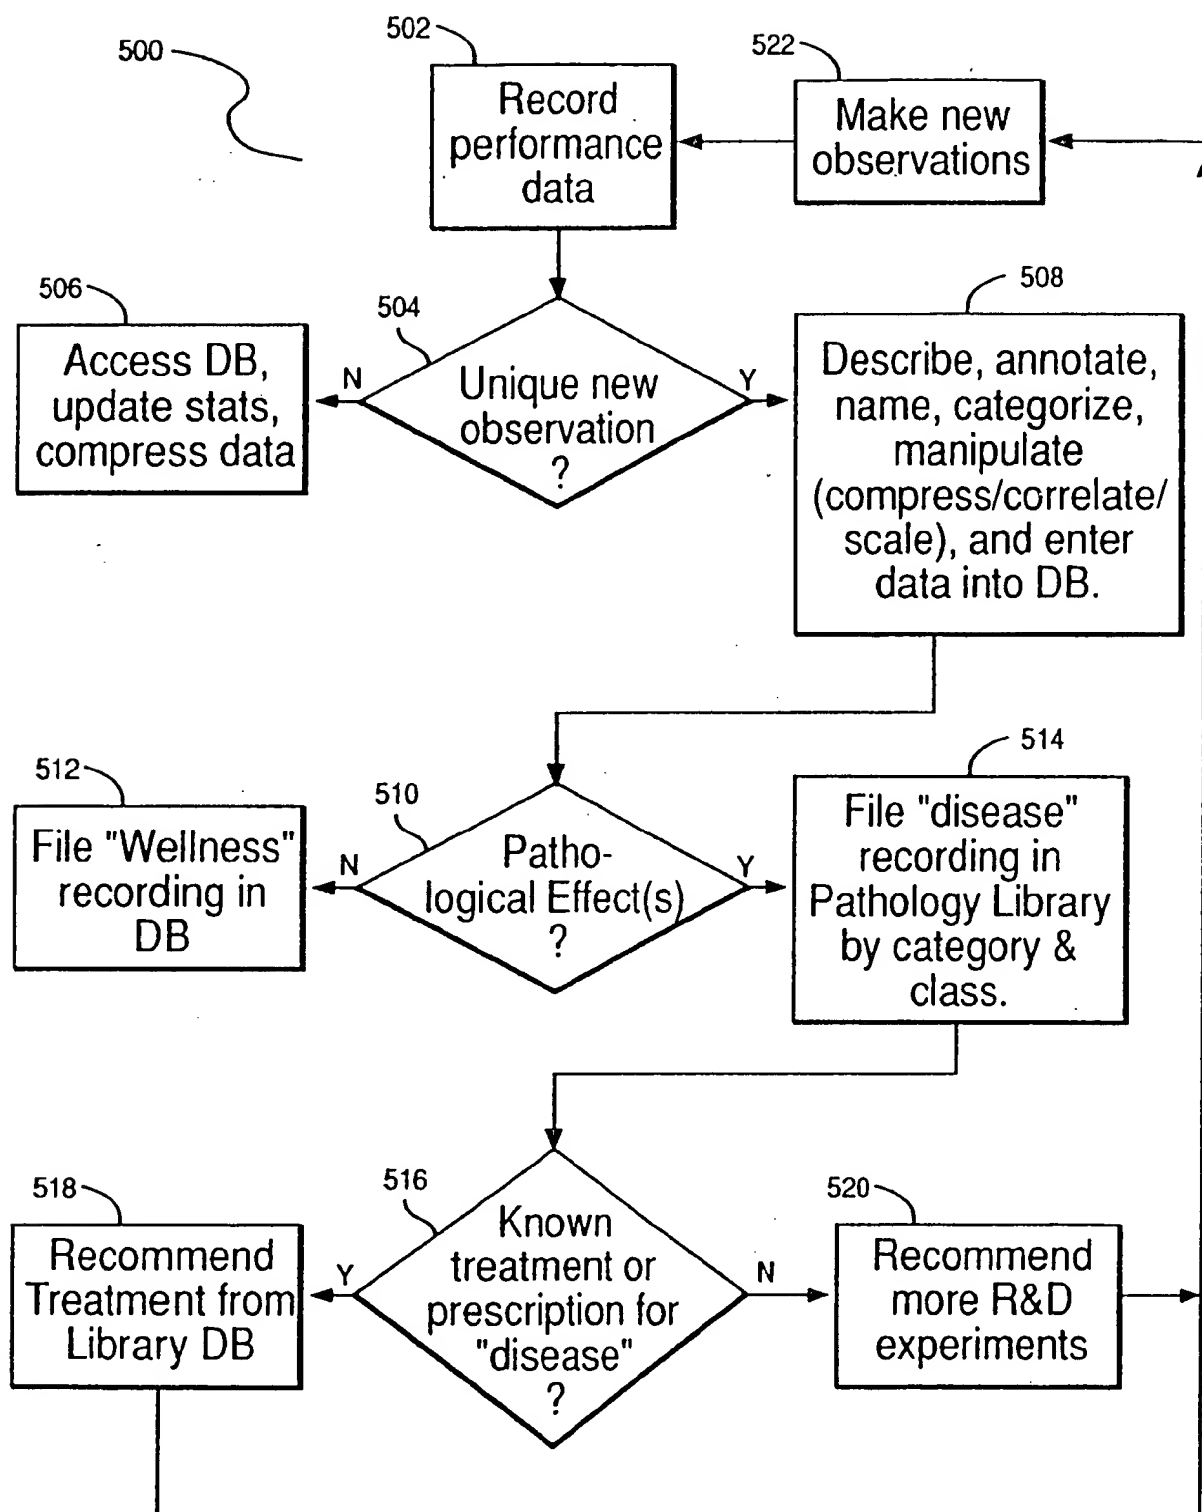 500
502
Record
performance
data
522
Make new
observations
506
Access DB,
update stats,
compress data
504
N
Unique new
observation
?
Y
508
Describe, annotate,
name, categorize,
manipulate
(compress/correlate/
scale), and enter
data into DB.
512
File "Wellness"
recording in
DB
510
N
Patho-
logical Effect(s)
?
Y
514
File "disease"
recording in
Pathology Library
by category &
class.
518
Recommend
Treatment from
Library DB
516
Y
Known
treatment or
prescription for
"disease"
?
N
520
Recommend
more R&D
experiments